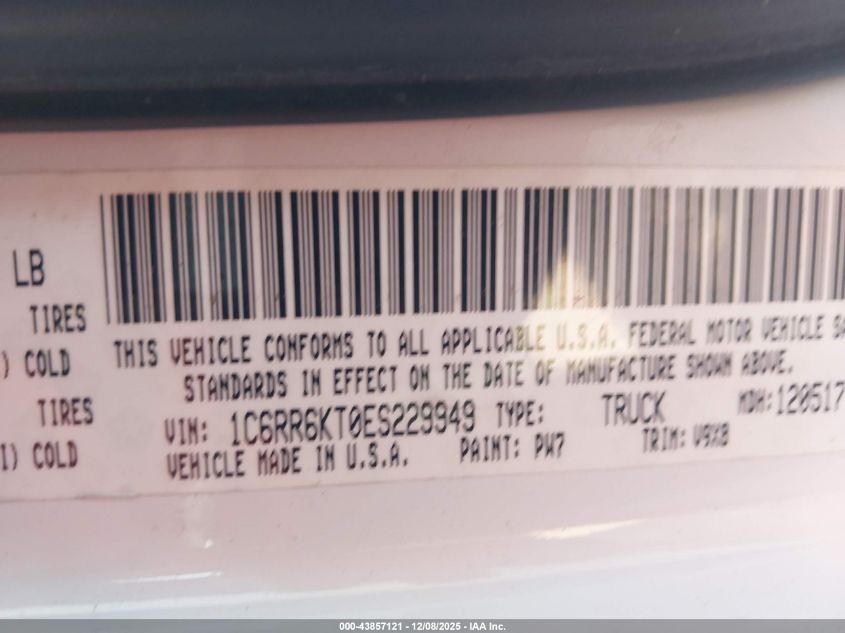 LB
TIRES
) COLD
TIRES
I) COLD
THIS VEHICLE CONFORMS TO ALL APPLICABLE U.S.A. FEDERAL MOTOR VEHICLE SA
STANDARDS IN EFFECT ON THE DATE OF MANUFACTURE SHOWN ABOVE.
VIN: 1C6RR6KT0ES229949 TYPE: TRUCK MDH: 120517
VEHICLE MADE IN U.S.A. PAINT: PW7 TRIM: V9X8
000-43857121 - 12/08/2025 - IAA Inc.